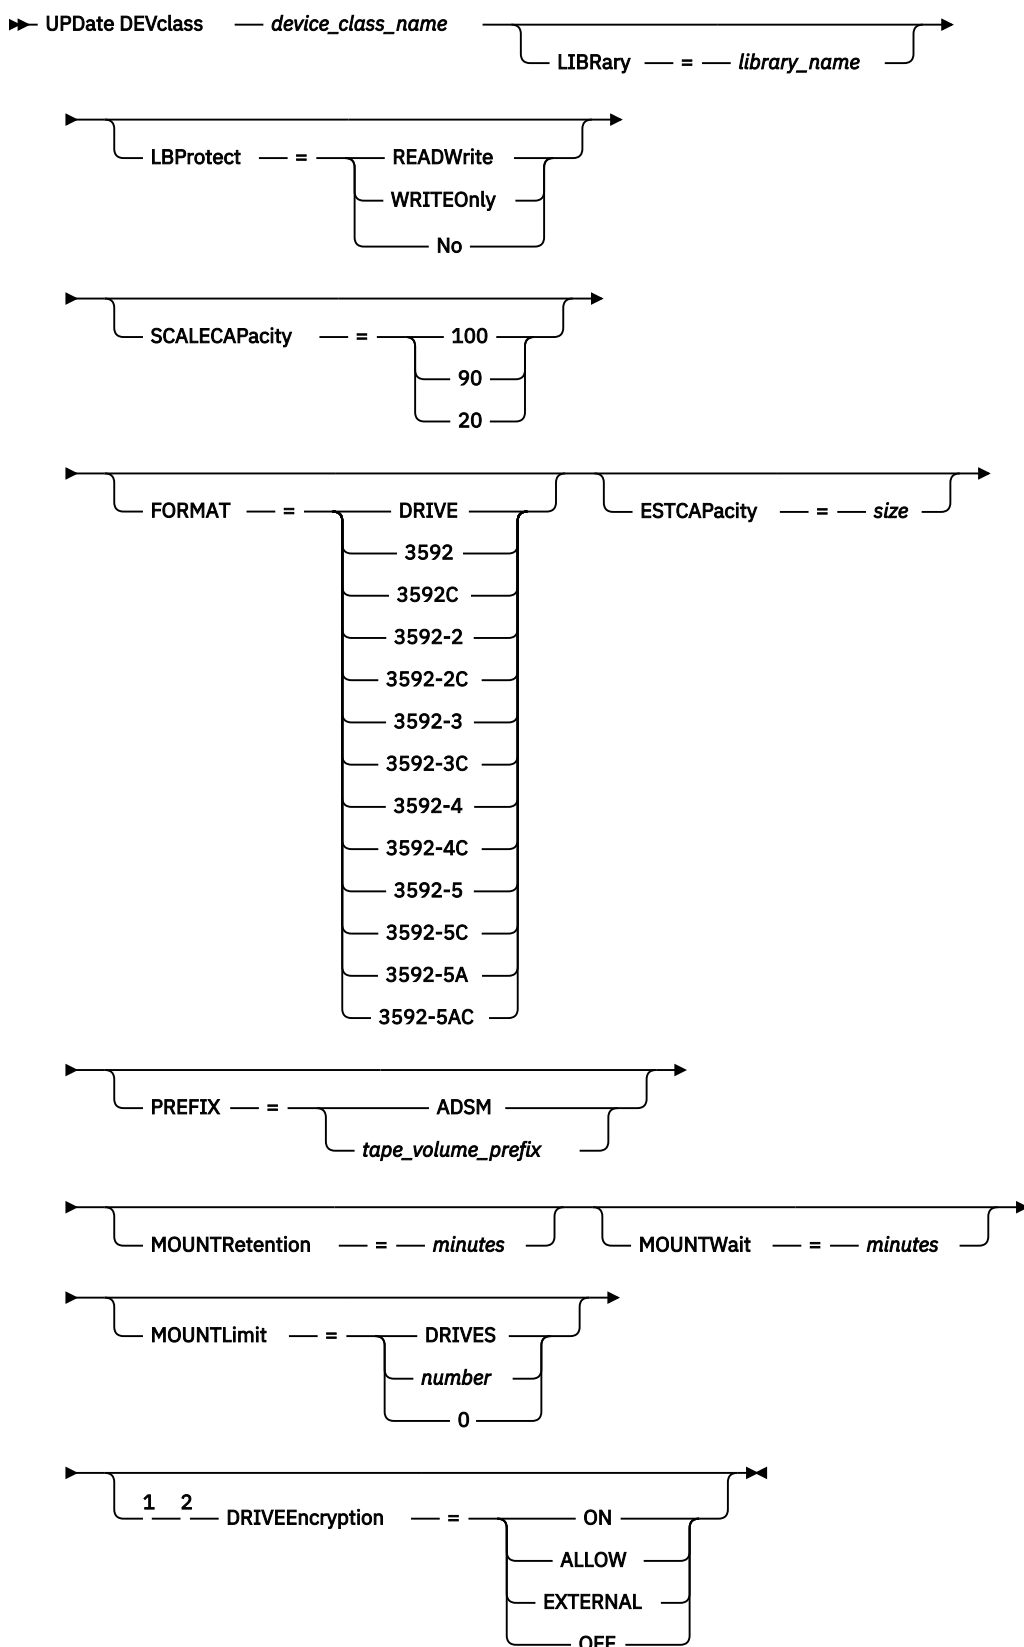 UPDate DEVclass device_class_name
LIBRary = library_name
LBProtect = READWrite
WRITEOnly
No
SCALECAPacity = 100
90
20
FORMAT = DRIVE ESTCAPacity = size
3592
3592C
3592-2
3592-2C
3592-3
3592-3C
3592-4
3592-4C
3592-5
3592-5C
3592-5A
3592-5AC
PREFIX = ADSM
tape_volume_prefix
MOUNTRetention = minutes MOUNTWait = minutes
MOUNTLimit = DRIVES
number
0
1 2
DRIVEEncryption = ON
ALLOW
EXTERNAL
OFF